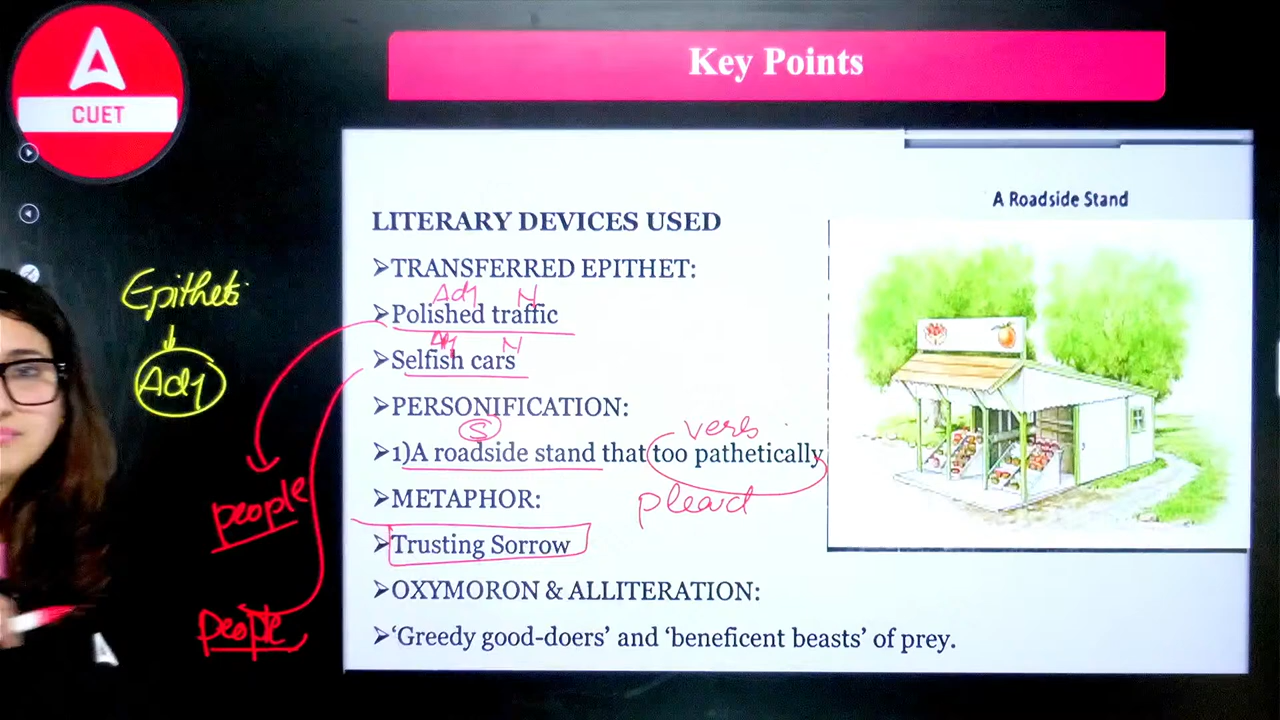 Key Points
CUET
A Roadside Stand
LITERARY DEVICES USED
➤TRANSFERRED EPITHET:
Adj N
➤Polished traffic
Adj N
➤Selfish cars
➤PERSONIFICATION:
S verb
➤1)A roadside stand that too pathetically
plead
➤METAPHOR:
➤Trusting Sorrow
➤OXYMORON & ALLITERATION:
➤‘Greedy good-doers’ and ‘beneficent beasts’ of prey.
Epithets
Adj
people
people